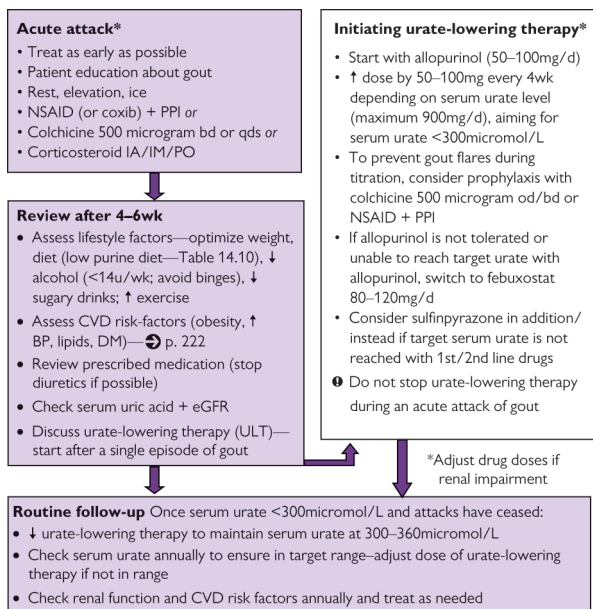 Acute attack*
• Treat as early as possible
• Patient education about gout
• Rest, elevation, ice
• NSAID (or coxib) + PPI or
• Colchicine 500 microgram bd or qds or
• Corticosteroid IA/IM/PO
Review after 4–6wk
• Assess lifestyle factors—optimize weight,
diet (low purine diet—Table 14.10), ↓
alcohol (<14u/wk; avoid binges), ↓
sugary drinks; ↑ exercise
• Assess CVD risk-factors (obesity, ↑
BP, lipids, DM)—➲ p. 222
• Review prescribed medication (stop
diuretics if possible)
• Check serum uric acid + eGFR
• Discuss urate-lowering therapy (ULT)—
start after a single episode of gout
Initiating urate-lowering therapy*
• Start with allopurinol (50–100mg/d)
• ↑ dose by 50–100mg every 4wk
depending on serum urate level
(maximum 900mg/d), aiming for
serum urate <300micromol/L
• To prevent gout flares during
titration, consider prophylaxis with
colchicine 500 microgram od/bd or
NSAID + PPI
• If allopurinol is not tolerated or
unable to reach target urate with
allopurinol, switch to febuxostat
80–120mg/d
• Consider sulfinpyrazone in addition/
instead if target serum urate is not
reached with 1st/2nd line drugs
❶ Do not stop urate-lowering therapy
during an acute attack of gout
*Adjust drug doses if
renal impairment
Routine follow-up Once serum urate <300micromol/L and attacks have ceased:
• ↓ urate-lowering therapy to maintain serum urate at 300–360micromol/L
• Check serum urate annually to ensure in target range–adjust dose of urate-lowering
therapy if not in range
• Check renal function and CVD risk factors annually and treat as needed